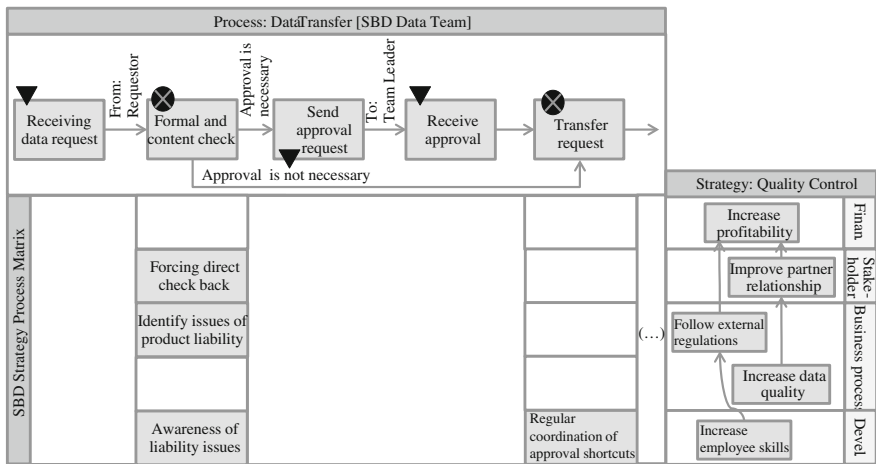 Process: DataTransfer [SBD Data Team]
Receiving
data request
From:
Requestor
Formal and
content check
Approval is
necessary
Send
approval
request
To:
Team Leader
Receive
approval
Transfer
request
Approval is not necessary
Strategy: Quality Control
SBD Strategy Process Matrix
Forcing direct
check back
Identify issues of
product liability
Awareness of
liability issues
Regular
coordination of
approval shortcuts
(...)
Increase
profitability
Finan.
Improve partner
relationship
Stake-
holder
Follow external
regulations
Increase data
quality
Business process
Increase
employee skills
Devel.